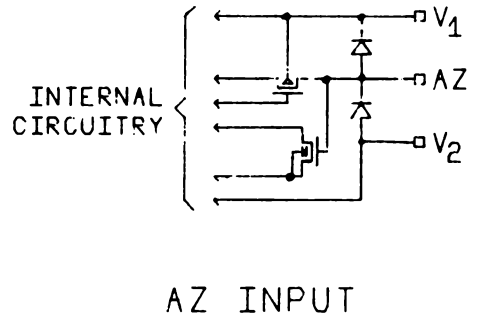 V1
INTERNAL
CIRCUITRY
AZ
V2
AZ INPUT